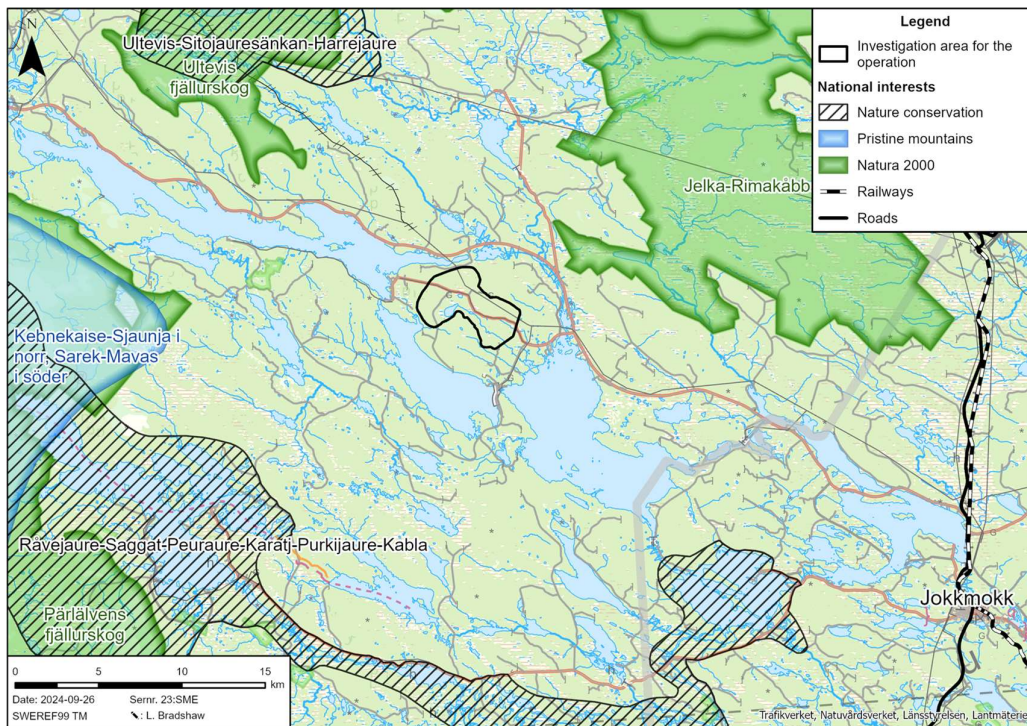 N
Ultevis-Sitojauresänkan-Harrejaure
Ultevis
fjällurskog
Jelka-Rimakåbb
Kebnekaise-Sjaunja i
norr, Sarek-Mavas
i söder
Råvejaure-Saggat-Peuraure-Karatj-Purkijaure-Kabla
Pärlälvens
fjällurskog
Jokkmokk
Legend
Investigation area for the
operation
National interests
Nature conservation
Pristine mountains
Natura 2000
Railways
Roads
0 5 10 15
km
Date: 2024-09-26 Sernr. 23:SME
SWEREF99 TM : L. Bradshaw
Trafikverket, Naturvårdsverket, Länsstyrelsen, Lantmäterie